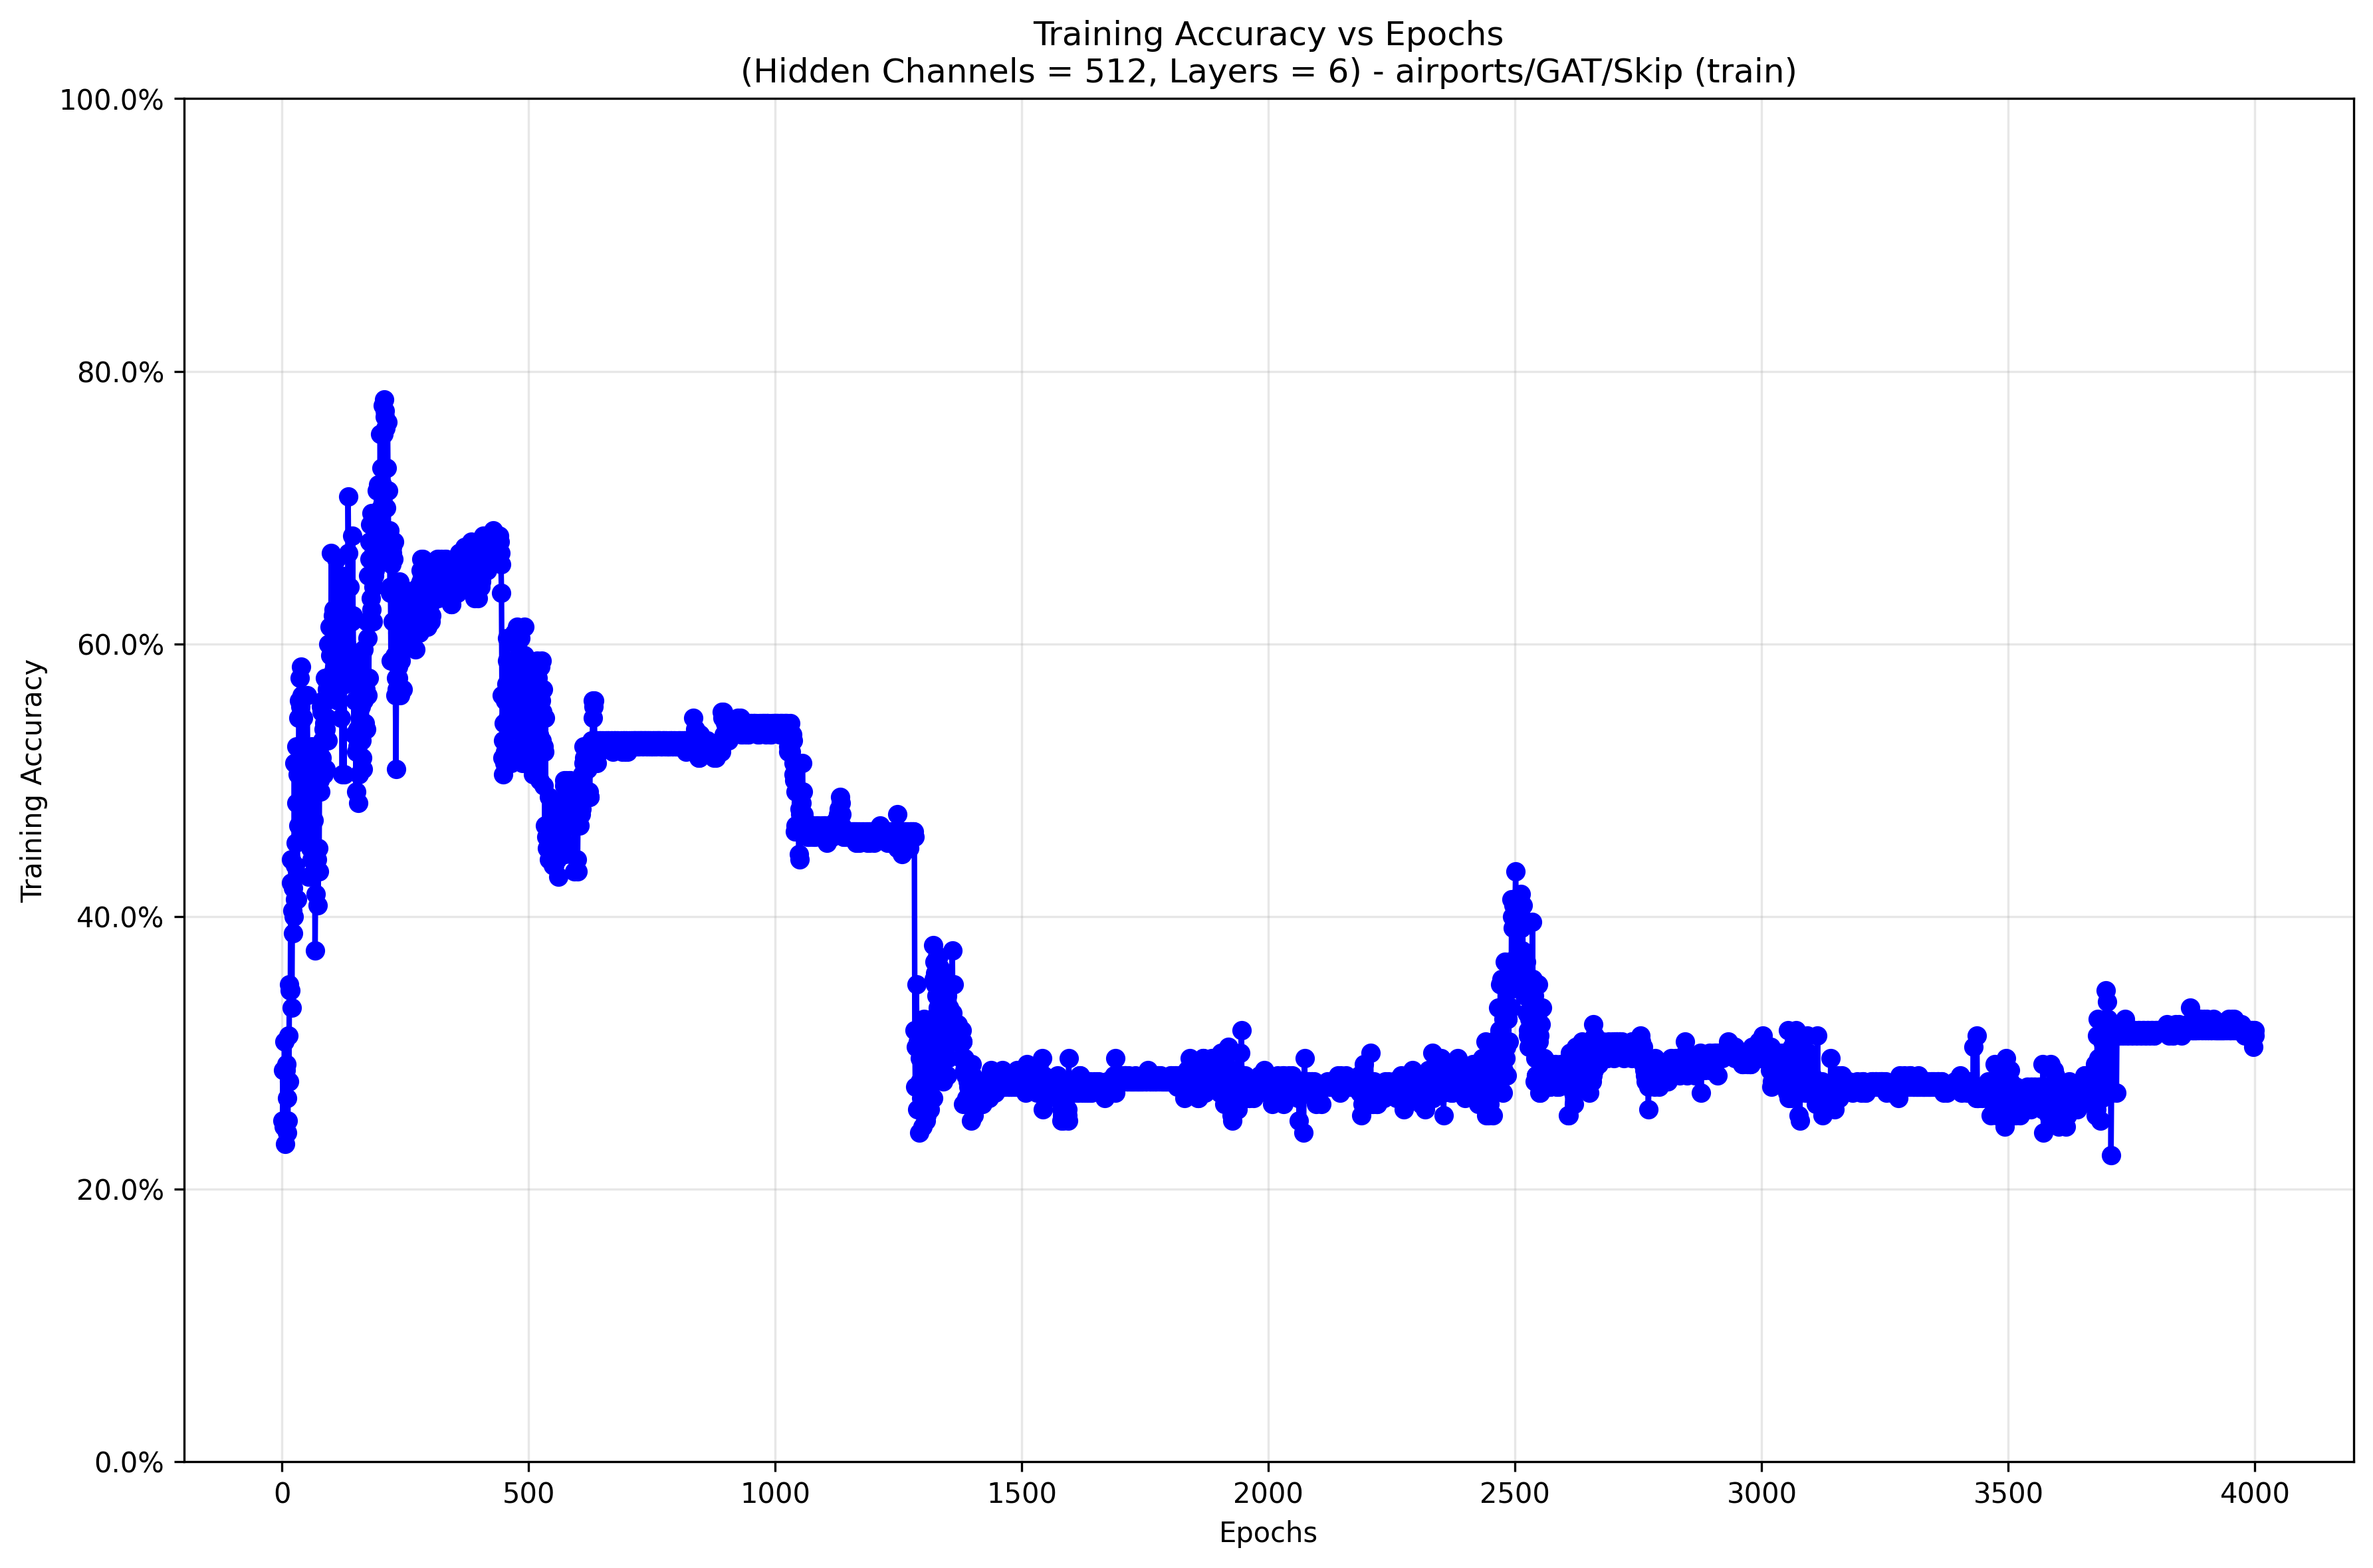 Training Accuracy vs Epochs
(Hidden Channels = 512, Layers = 6) - airports/GAT/Skip (train)
100.0%
80.0%
60.0%
40.0%
20.0%
0.0%
Training Accuracy
0 500 1000 1500 2000 2500 3000 3500 4000
Epochs